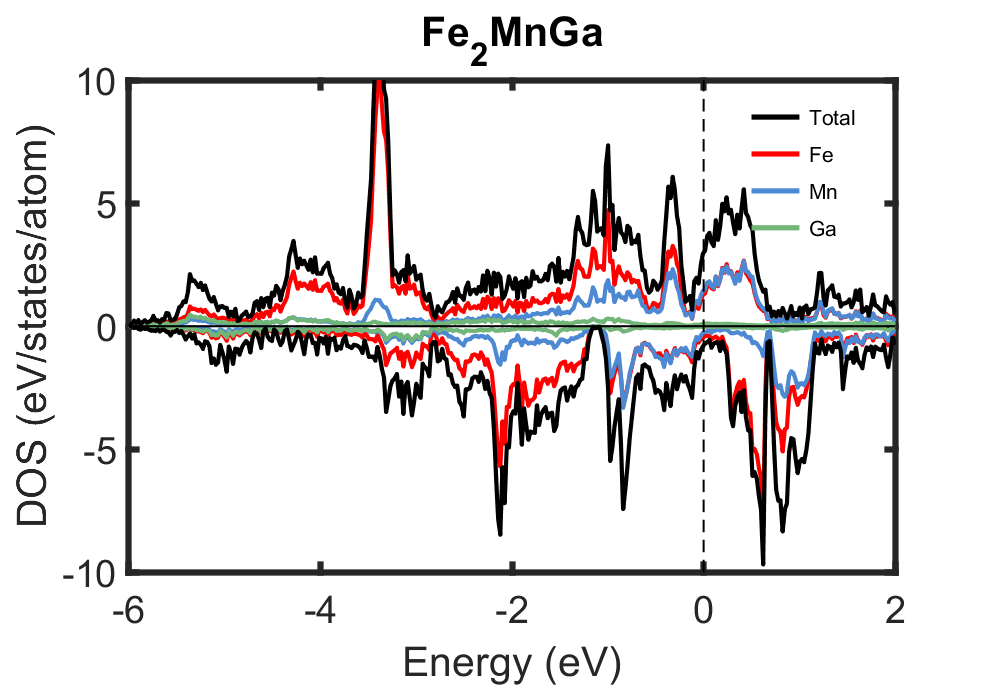 Fe2MnGa
10
5
0
-5
-10
DOS (eV/states/atom)
Total
Fe
Mn
Ga
-6
-4
-2
0
2
Energy (eV)